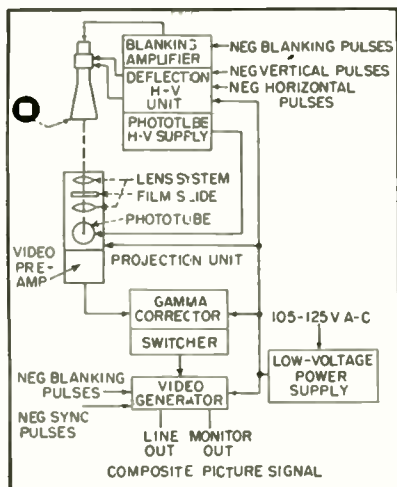 BLANKING
AMPLIFIER
DEFLECTION
H-V
UNIT
PHOTOTUBE
H-V SUPPLY
NEG BLANKING PULSES
NEG VERTICAL PULSES
NEG HORIZONTAL
PULSES
LENS SYSTEM
FILM SLIDE
PHOTOTUBE
VIDEO
PRE-
AMP
PROJECTION UNIT
GAMMA
CORRECTOR
SWITCHER
105-125V A-C
LOW-VOLTAGE
POWER
SUPPLY
NEG BLANKING
PULSES
NEG SYNC
PULSES
VIDEO
GENERATOR
LINE
OUT
MONITOR
OUT
COMPOSITE PICTURE SIGNAL